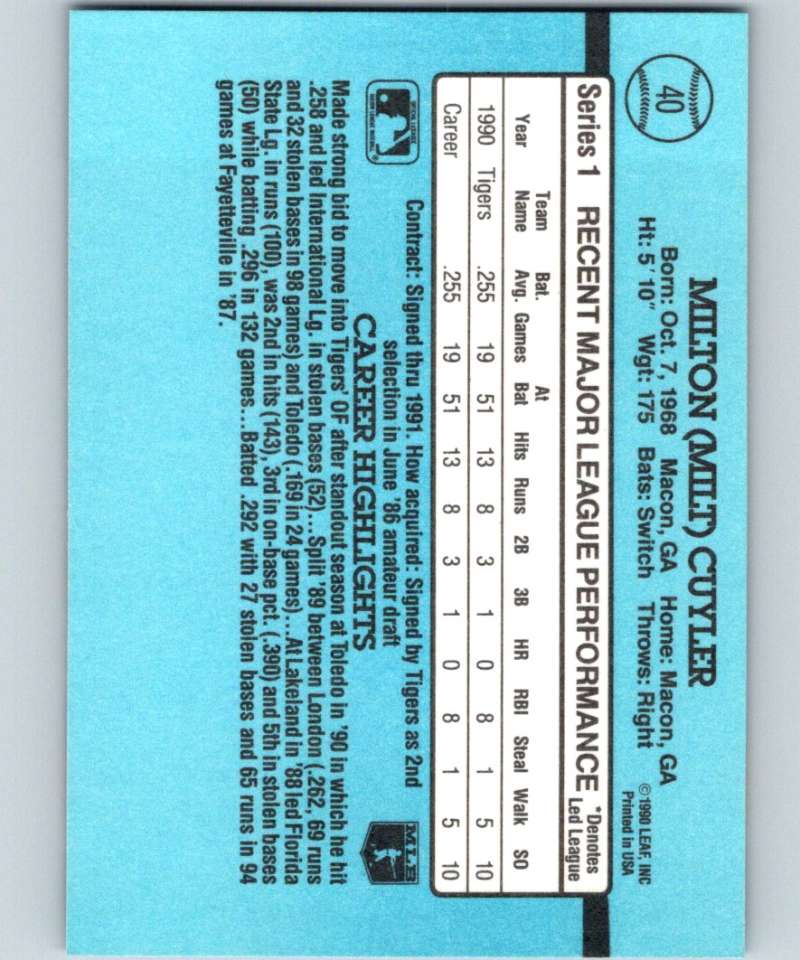 40
MILTON (MILT) CUYLER
Born: Oct. 7, 1968 Macon, GA Home: Macon, GA
Ht: 5' 10" Wgt: 175 Bats: Switch Throws: Right
©1990 LEAF, INC
Printed in USA
Series 1 RECENT MAJOR LEAGUE PERFORMANCE *Denotes Led League
Year Team Name Bat. Avg. Games At Bat Hits Runs 2B 3B HR RBI Steal Walk SO
1990 Tigers .255 19 51 13 8 3 1 0 8 1 5 10
Career .255 19 51 13 8 3 1 0 8 1 5 10
Contract: Signed thru 1991. How acquired: Signed by Tigers as 2nd
selection in June '86 amateur draft
MLB
CAREER HIGHLIGHTS
Made strong bid to move into Tigers' OF after standout season at Toledo in '90 in which he hit
.258 and led International Lg. in stolen bases (52)...Split '89 between London (.262, 69 runs
and 32 stolen bases in 98 games) and Toledo (.169 in 24 games)...At Lakeland in '88 led Florida
State Lg. in runs (100), was 2nd in hits (143), 3rd in on-base pct. (.390) and 5th in stolen bases
(50) while batting .296 in 132 games...Batted .292 with 27 stolen bases and 65 runs in 94
games at Fayetteville in '87.